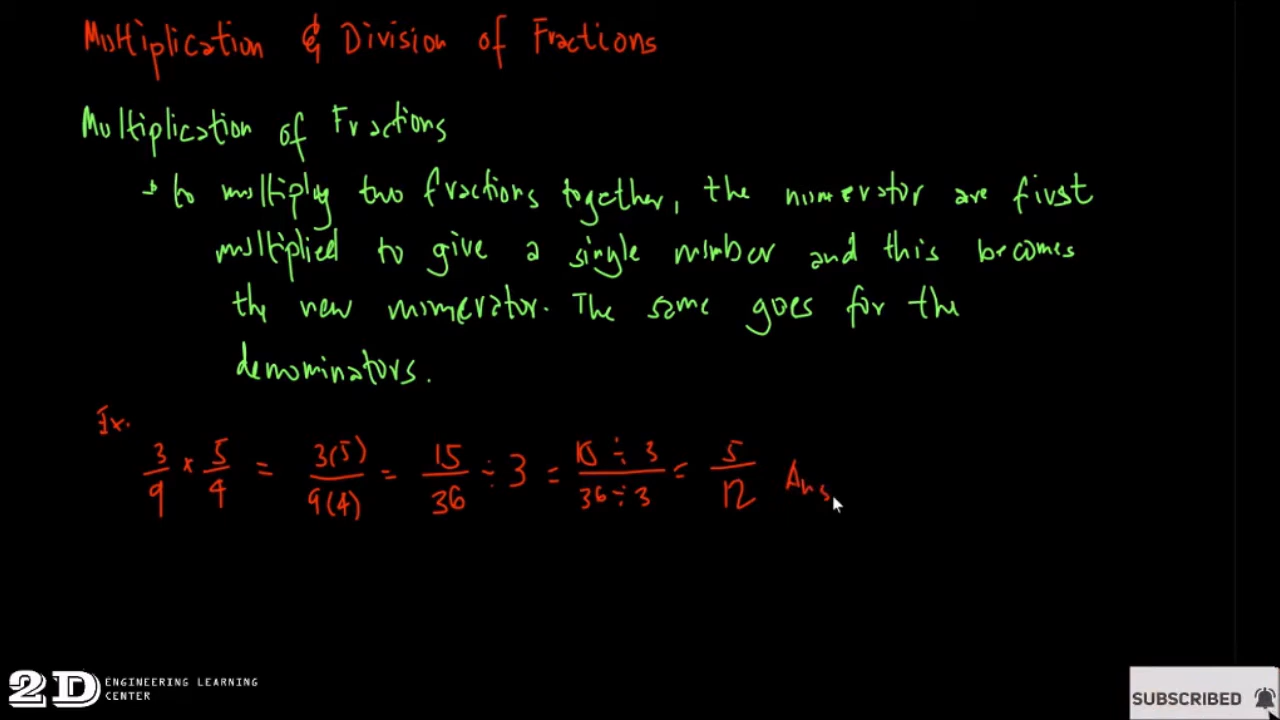 Multiplication & Division of Fractions
Multiplication of Fractions
→ to multiply two fractions together, the numerator are first
multiplied to give a single number and this becomes
the new numerator. The same goes for the
denominators.
Ex.
3/9 × 5/4 = 3(5)/9(4) = 15/36 ÷ 3 = 15 ÷ 3/36 ÷ 3 = 5/12 Ans
2D ENGINEERING LEARNING
CENTER
SUBSCRIBED